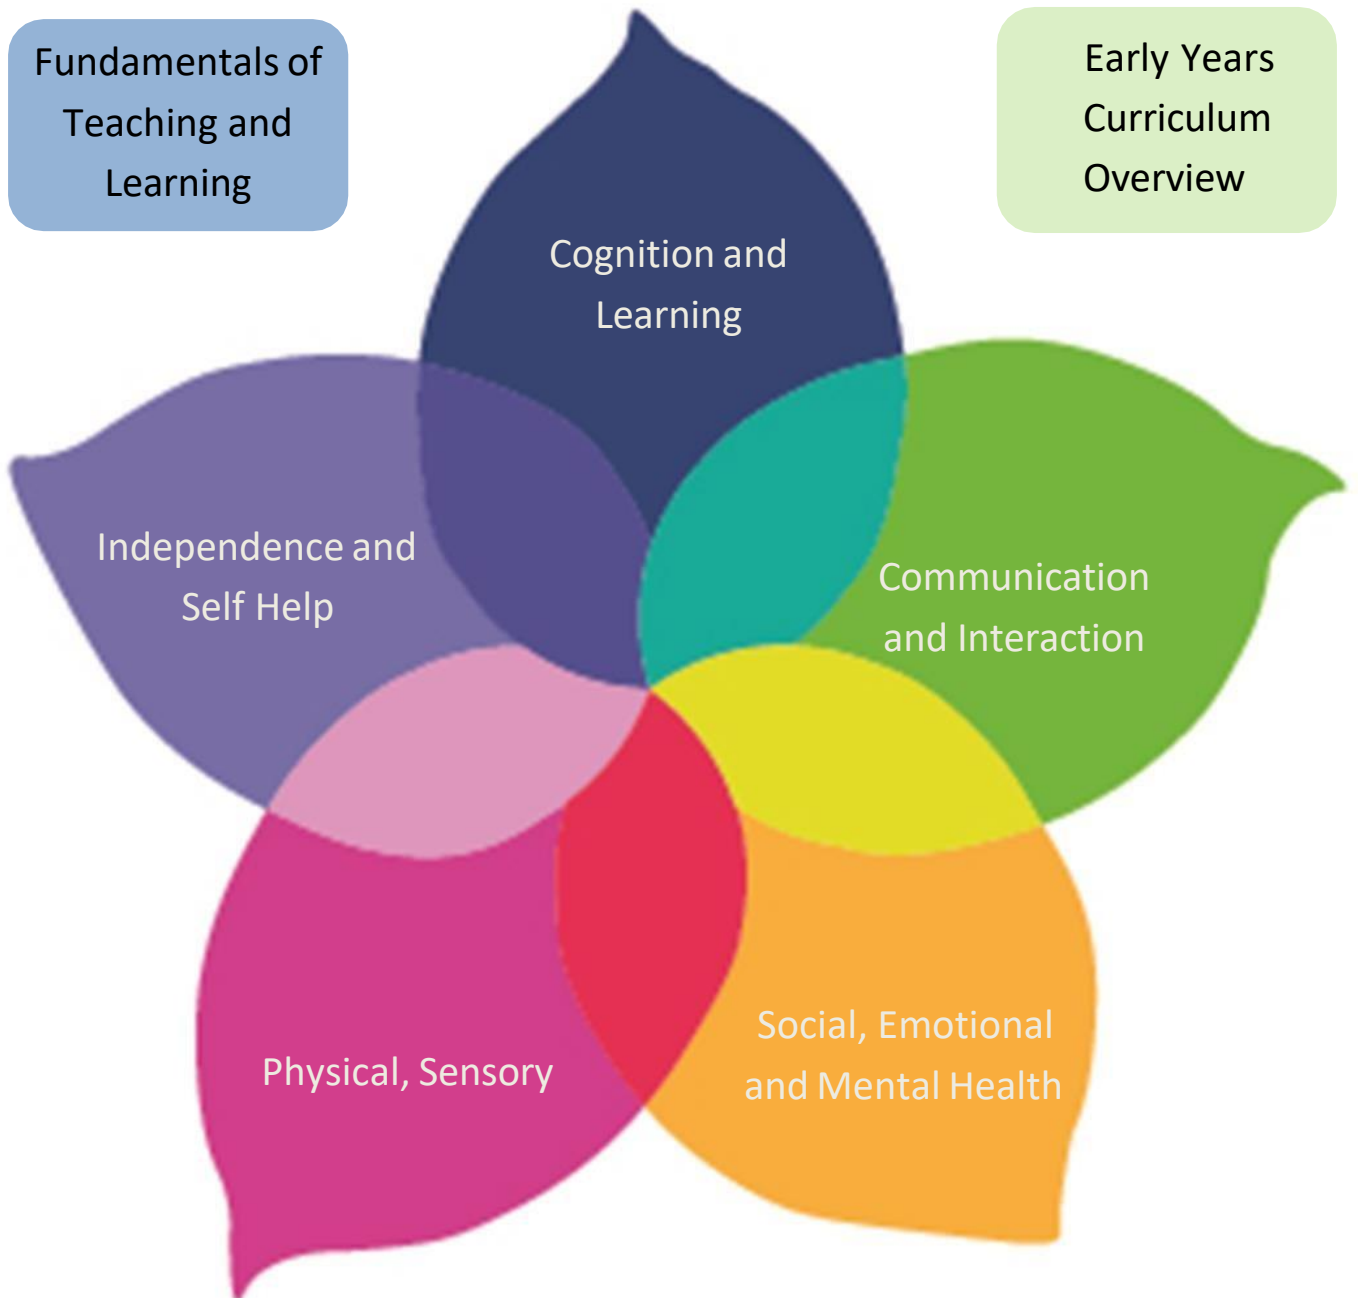 Fundamentals of
Teaching and
Learning
Early Years
Curriculum
Overview
Cognition and
Learning
Independence and
Self Help
Communication
and Interaction
Physical, Sensory
Social, Emotional
and Mental Health